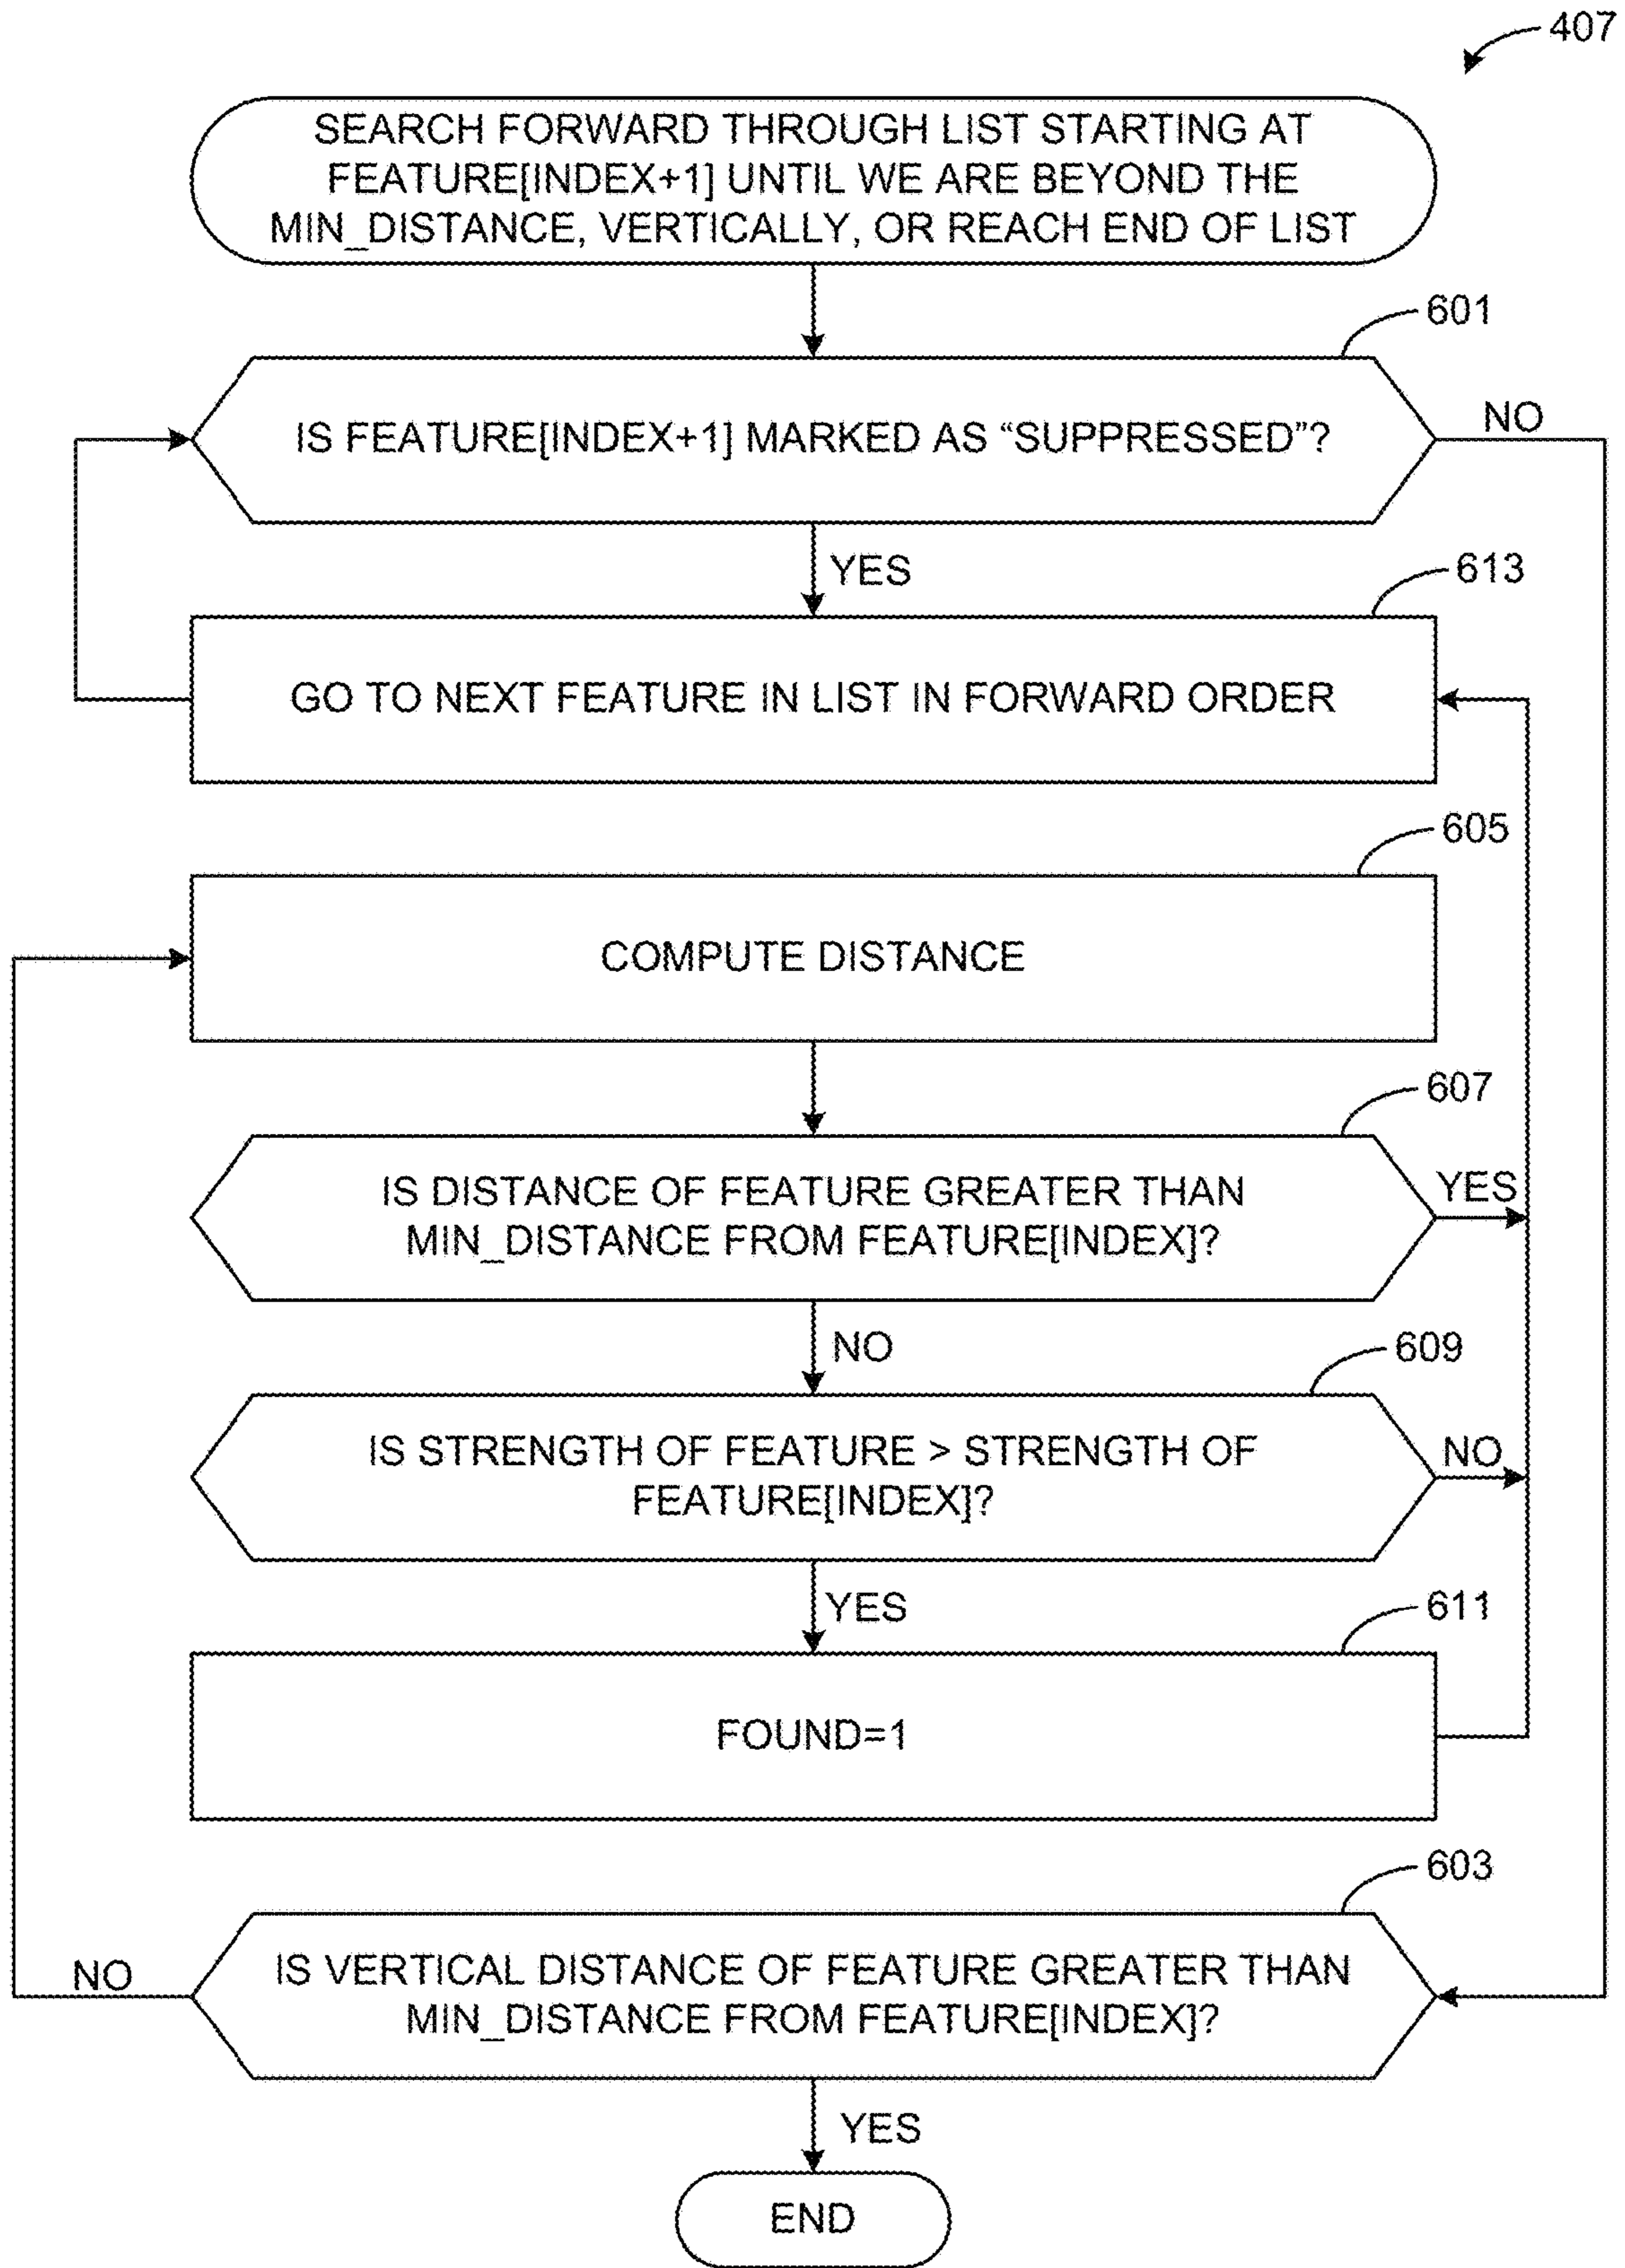 407
SEARCH FORWARD THROUGH LIST STARTING AT
FEATURE[INDEX+1] UNTIL WE ARE BEYOND THE
MIN_DISTANCE, VERTICALLY, OR REACH END OF LIST
601
IS FEATURE[INDEX+1] MARKED AS “SUPPRESSED”?
NO
YES
613
GO TO NEXT FEATURE IN LIST IN FORWARD ORDER
605
COMPUTE DISTANCE
607
IS DISTANCE OF FEATURE GREATER THAN
MIN_DISTANCE FROM FEATURE[INDEX]?
YES
NO
609
IS STRENGTH OF FEATURE > STRENGTH OF
FEATURE[INDEX]?
NO
YES
611
FOUND=1
603
IS VERTICAL DISTANCE OF FEATURE GREATER THAN
MIN_DISTANCE FROM FEATURE[INDEX]?
NO
YES
END